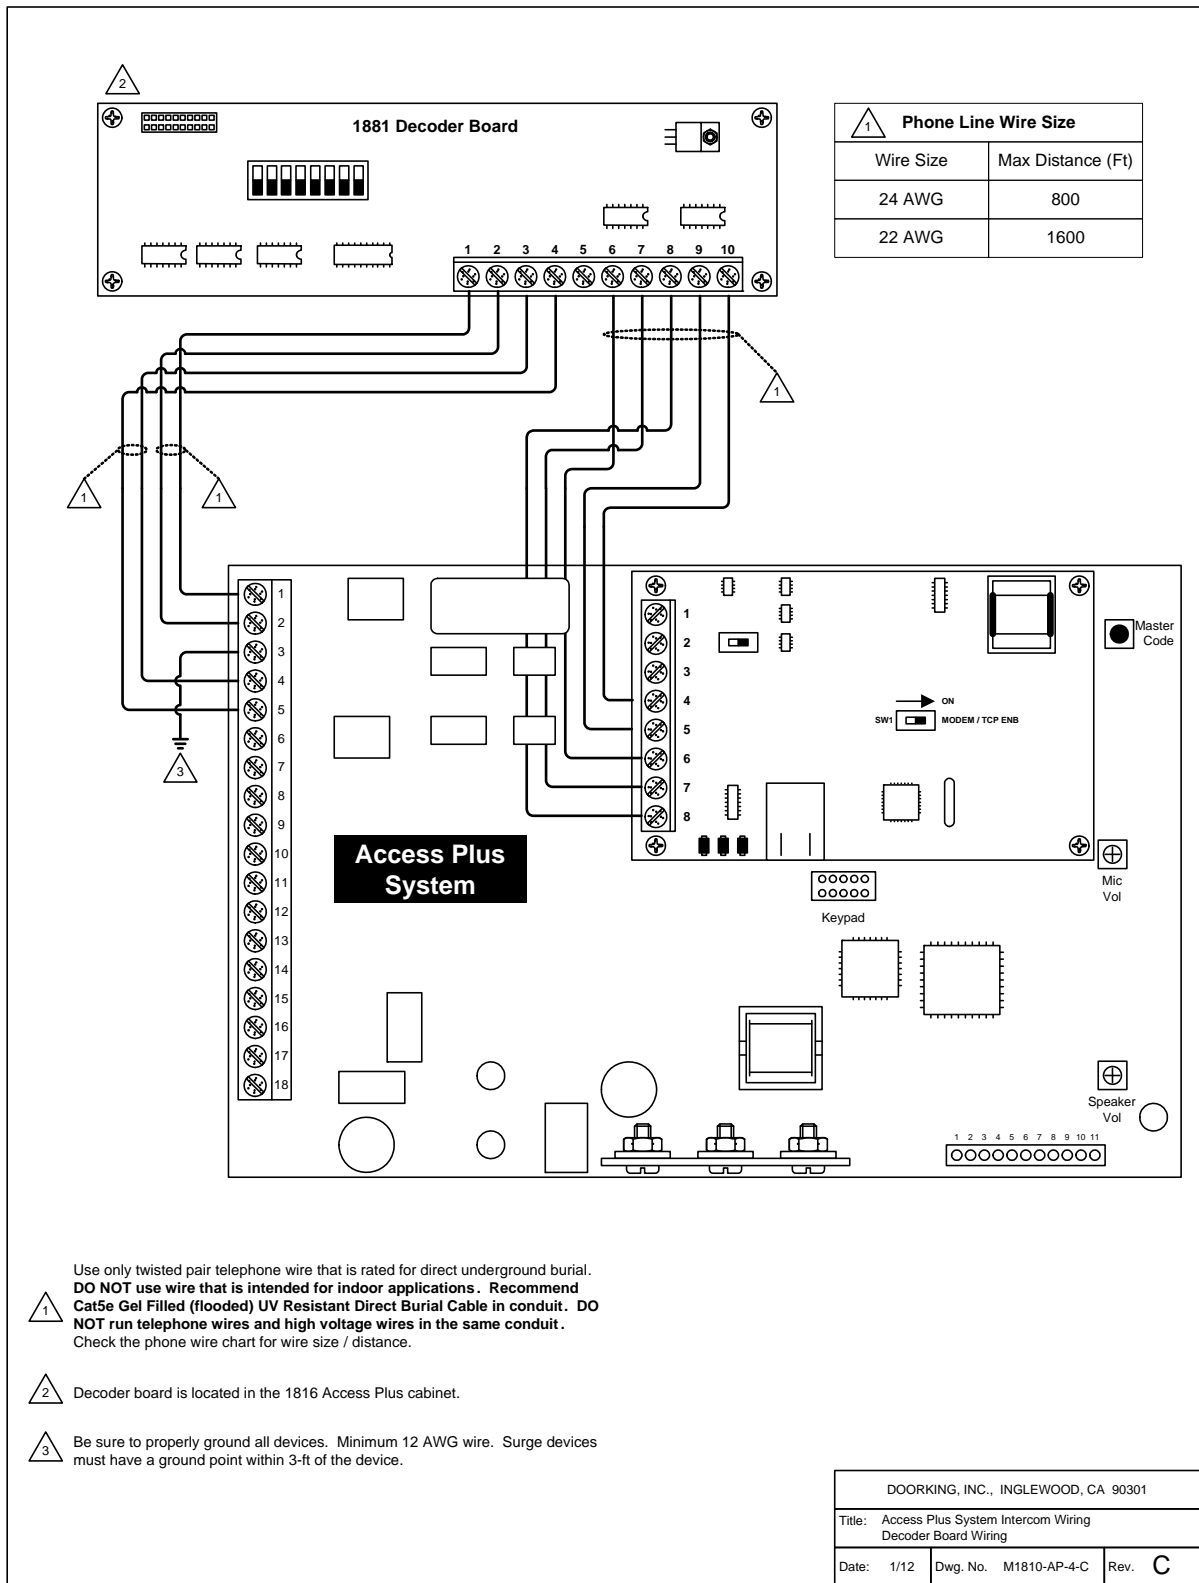 2
1881 Decoder Board
1 2 3 4 5 6 7 8 9 10
1 Phone Line Wire Size
Wire Size Max Distance (Ft)
24 AWG 800
22 AWG 1600
1
1
1
1
2
3
4
5
6
7
8
9
10
11
12
13
14
15
16
17
18
3
1
2
3
4
5
6
7
8
ON
SW1 MODEM / TCP ENB
Master
Code
Access Plus
System
Mic
Vol
Keypad
Speaker
Vol
1 2 3 4 5 6 7 8 9 10 11
Use only twisted pair telephone wire that is rated for direct underground burial.
DO NOT use wire that is intended for indoor applications. Recommend
1 Cat5e Gel Filled (flooded) UV Resistant Direct Burial Cable in conduit. DO
NOT run telephone wires and high voltage wires in the same conduit.
Check the phone wire chart for wire size / distance.
2 Decoder board is located in the 1816 Access Plus cabinet.
3 Be sure to properly ground all devices. Minimum 12 AWG wire. Surge devices
must have a ground point within 3-ft of the device.
DOORKING, INC., INGLEWOOD, CA 90301
Title: Access Plus System Intercom Wiring
Decoder Board Wiring
Date: 1/12 Dwg. No. M1810-AP-4-C Rev. C